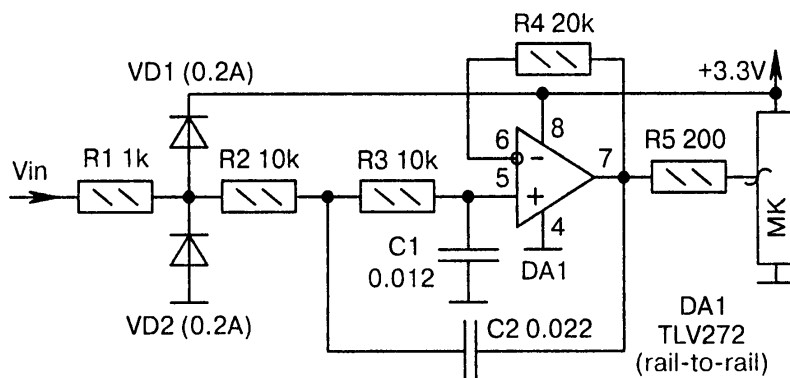 R4 20k
VD1 (0.2A)
+3.3V
6
8
R5 200
Vin
R1 1k
R2 10k
R3 10k
-
7
5
+
4
MK
C1
0.012
DA1
VD2 (0.2A)
C2 0.022
DA1
TLV272
(rail-to-rail)